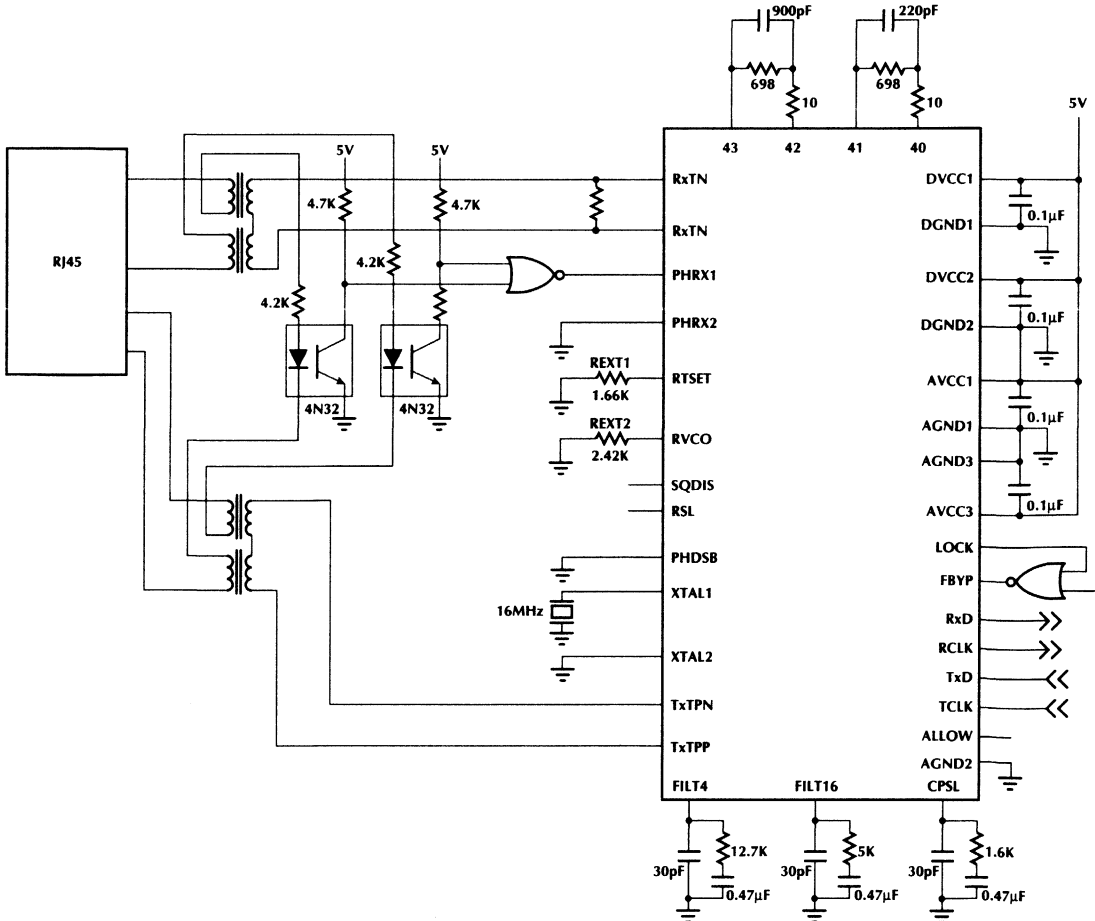 900pF
220pF
698
698
10
10
5V
43
42
41
40
5V
5V
RxTN
DVCC1
4.7K
4.7K
0.1µF
RxTN
DGND1
RJ45
4.2K
PHRX1
DVCC2
4.2K
0.1µF
PHRX2
DGND2
REXT1
RTSET
AVCC1
1.66K
0.1µF
4N32
4N32
REXT2
AGND1
RVCO
2.42K
AGND3
SQDIS
0.1µF
RSL
AVCC3
LOCK
PHDSB
FBYP
XTAL1
16MHz
RxD
RCLK
XTAL2
TxD
TxTPN
TCLK
ALLOW
TxTPP
AGND2
FILT4
FILT16
CPSL
12.7K
5K
1.6K
30pF
30pF
30pF
0.47µF
0.47µF
0.47µF